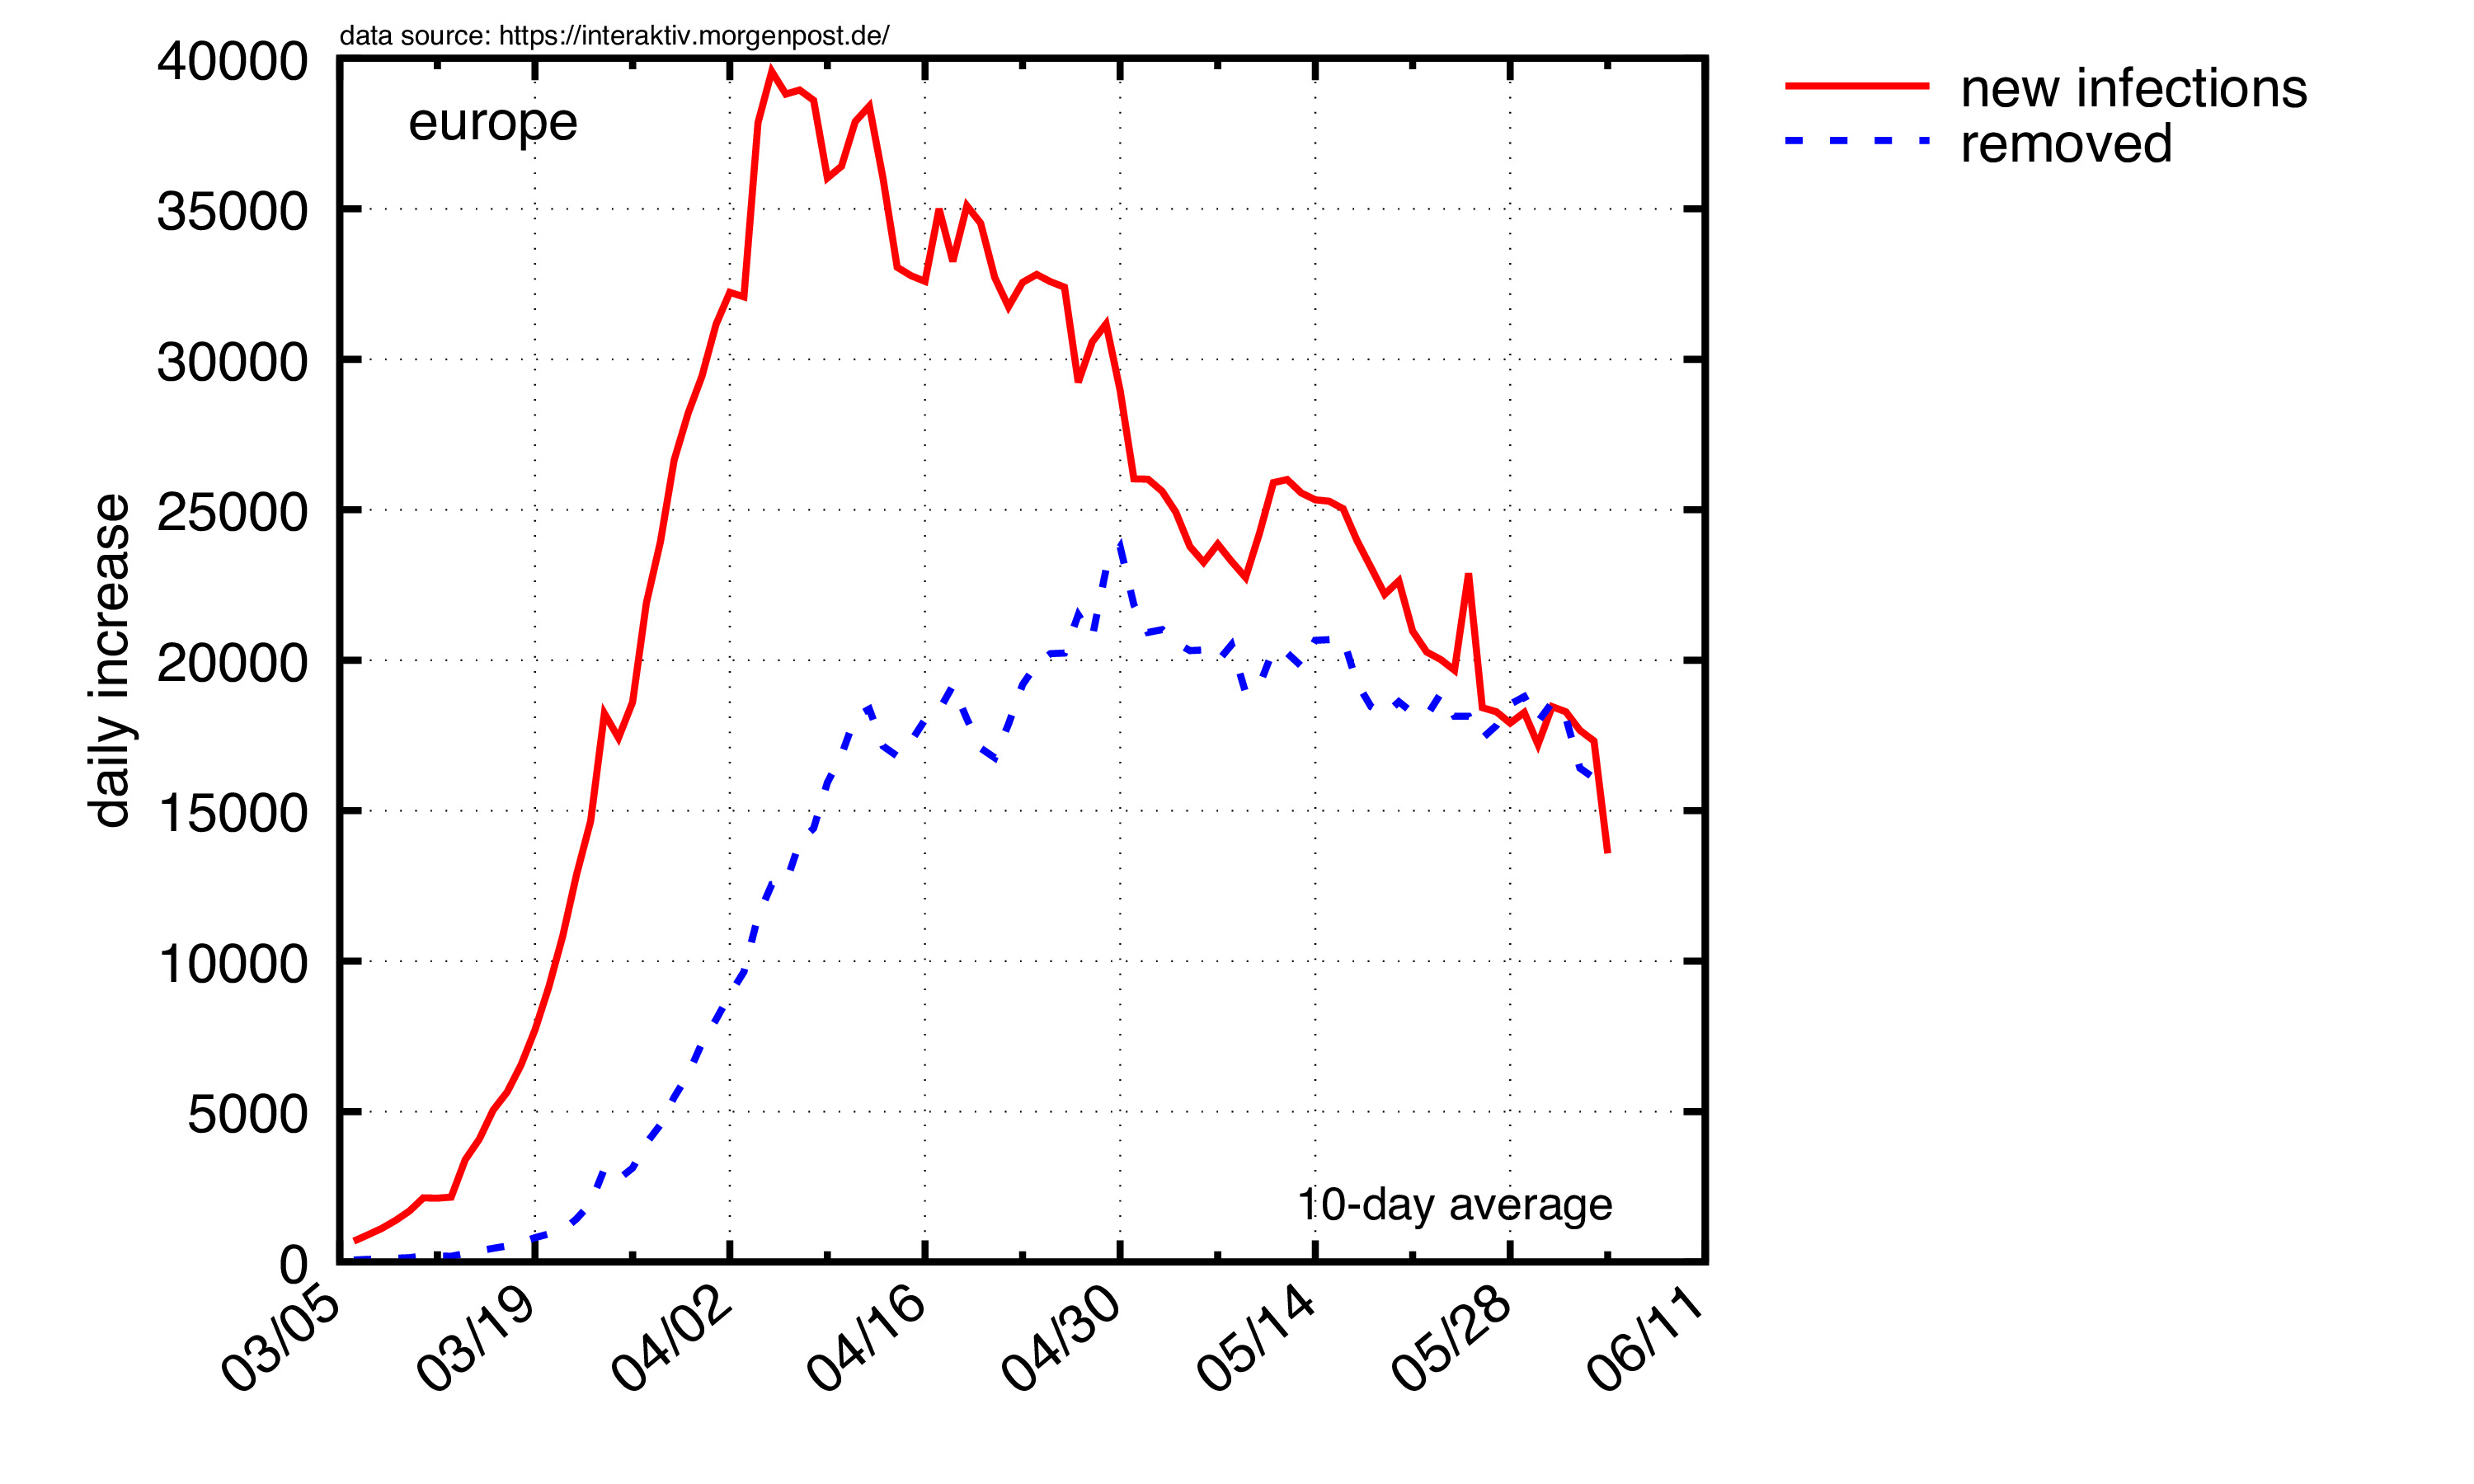 data source: https://interaktiv.morgenpost.de/
40000
35000
30000
25000
20000
15000
10000
5000
0
daily increase
europe
10-day average
03/05
03/19
04/02
04/16
04/30
05/14
05/28
06/11
new infections
removed